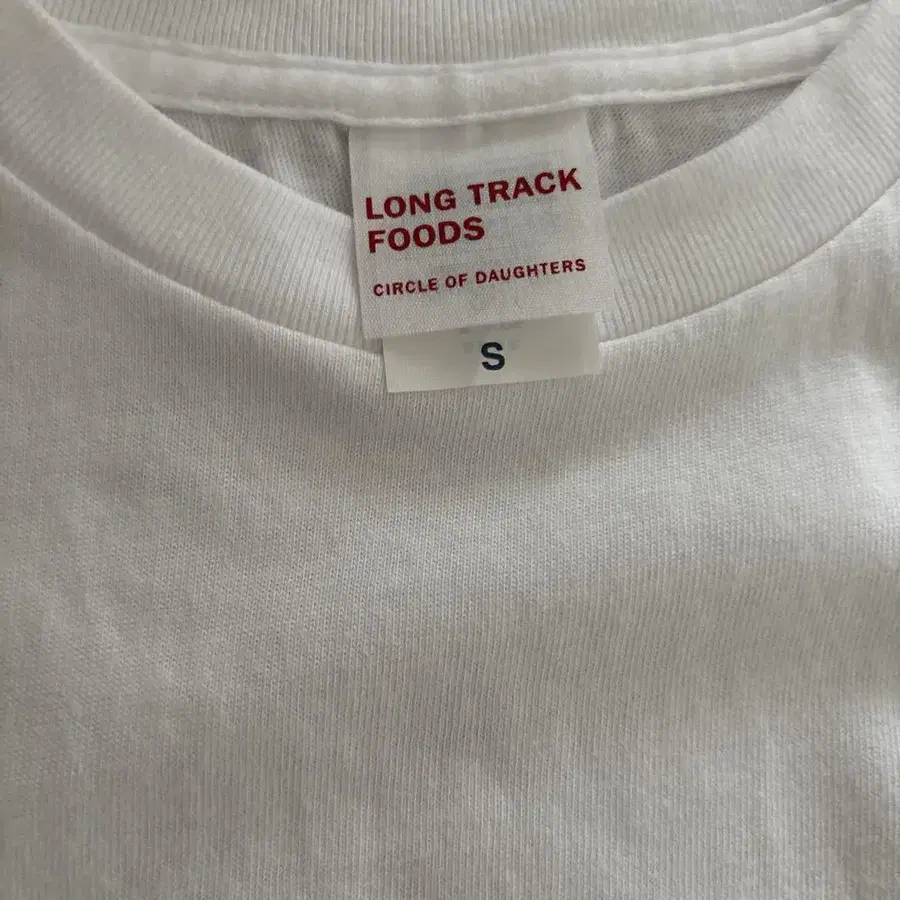 LONG TRACK
FOODS
CIRCLE OF DAUGHTERS
S